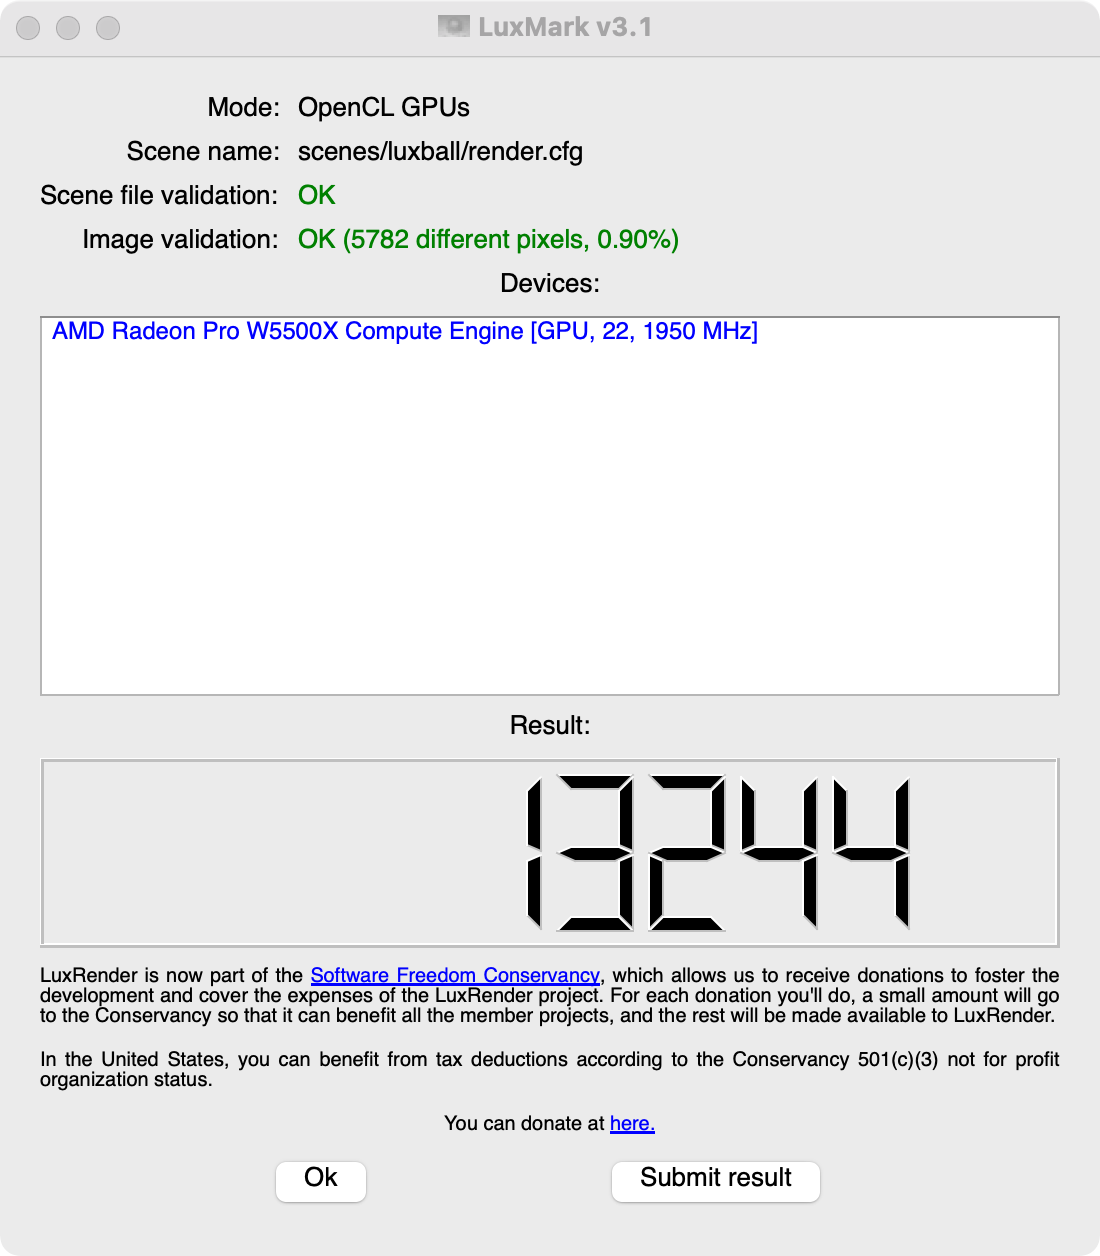 LuxMark v3.1
Mode: OpenCL GPUs
Scene name: scenes/luxball/render.cfg
Scene file validation: OK
Image validation: OK (5782 different pixels, 0.90%)
Devices:
AMD Radeon Pro W5500X Compute Engine [GPU, 22, 1950 MHz]
Result:
13244
LuxRender is now part of the Software Freedom Conservancy, which allows us to receive donations to foster the
development and cover the expenses of the LuxRender project. For each donation you'll do, a small amount will go
to the Conservancy so that it can benefit all the member projects, and the rest will be made available to LuxRender.
In the United States, you can benefit from tax deductions according to the Conservancy 501(c)(3) not for profit
organization status.
You can donate at here.
Ok Submit result